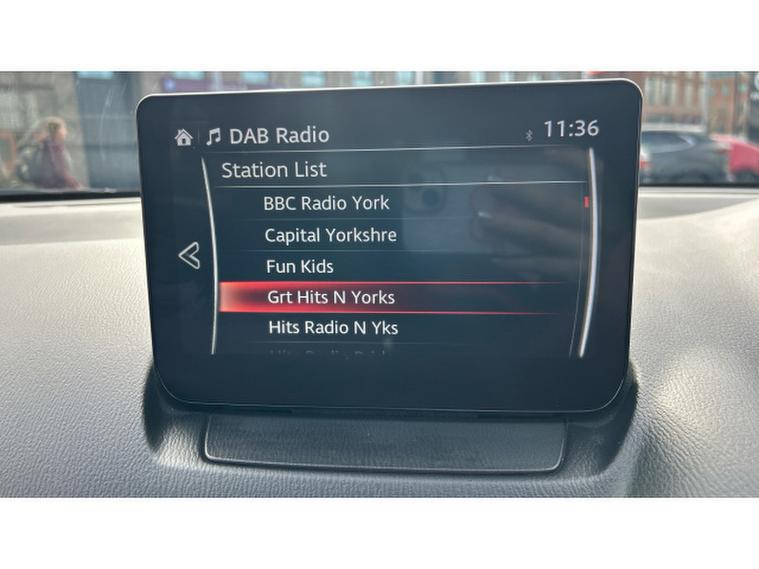 DAB Radio 11:36
Station List
BBC Radio York
Capital Yorkshre
Fun Kids
Grt Hits N Yorks
Hits Radio N Yks